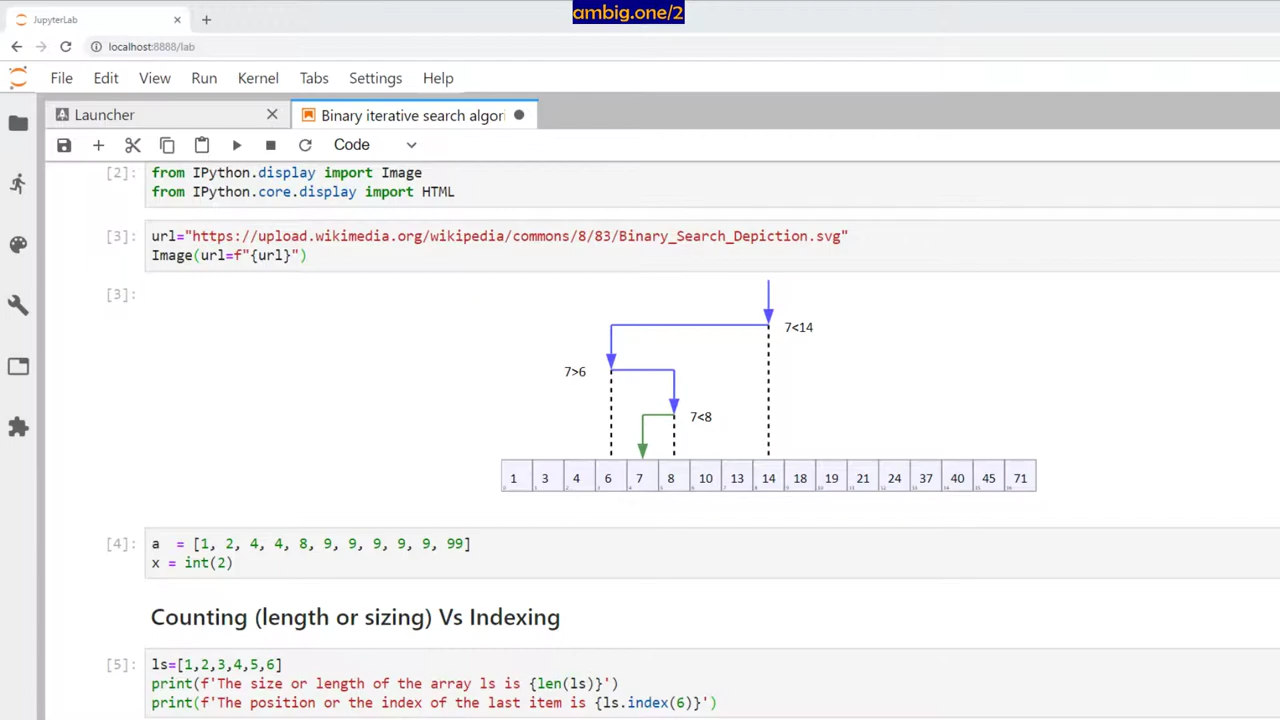 ambig.one/2
JupyterLab
localhost:8888/lab
File Edit View Run Kernel Tabs Settings Help
Launcher
Binary iterative search algori
Code
[2]:
from IPython.display import Image
from IPython.core.display import HTML
[3]:
url="https://upload.wikimedia.org/wikipedia/commons/8/83/Binary_Search_Depiction.svg"
Image(url=f"{url}")
[3]:
7<14
7>6
7<8
1 3 4 6 7 8 10 13 14 18 19 21 24 37 40 45 71
[4]:
a  = [1, 2, 4, 4, 8, 9, 9, 9, 9, 9, 99]
x = int(2)
Counting (length or sizing) Vs Indexing
[5]:
ls=[1,2,3,4,5,6]
print(f'The size or length of the array ls is {len(ls)}')
print(f'The position or the index of the last item is {ls.index(6)}')